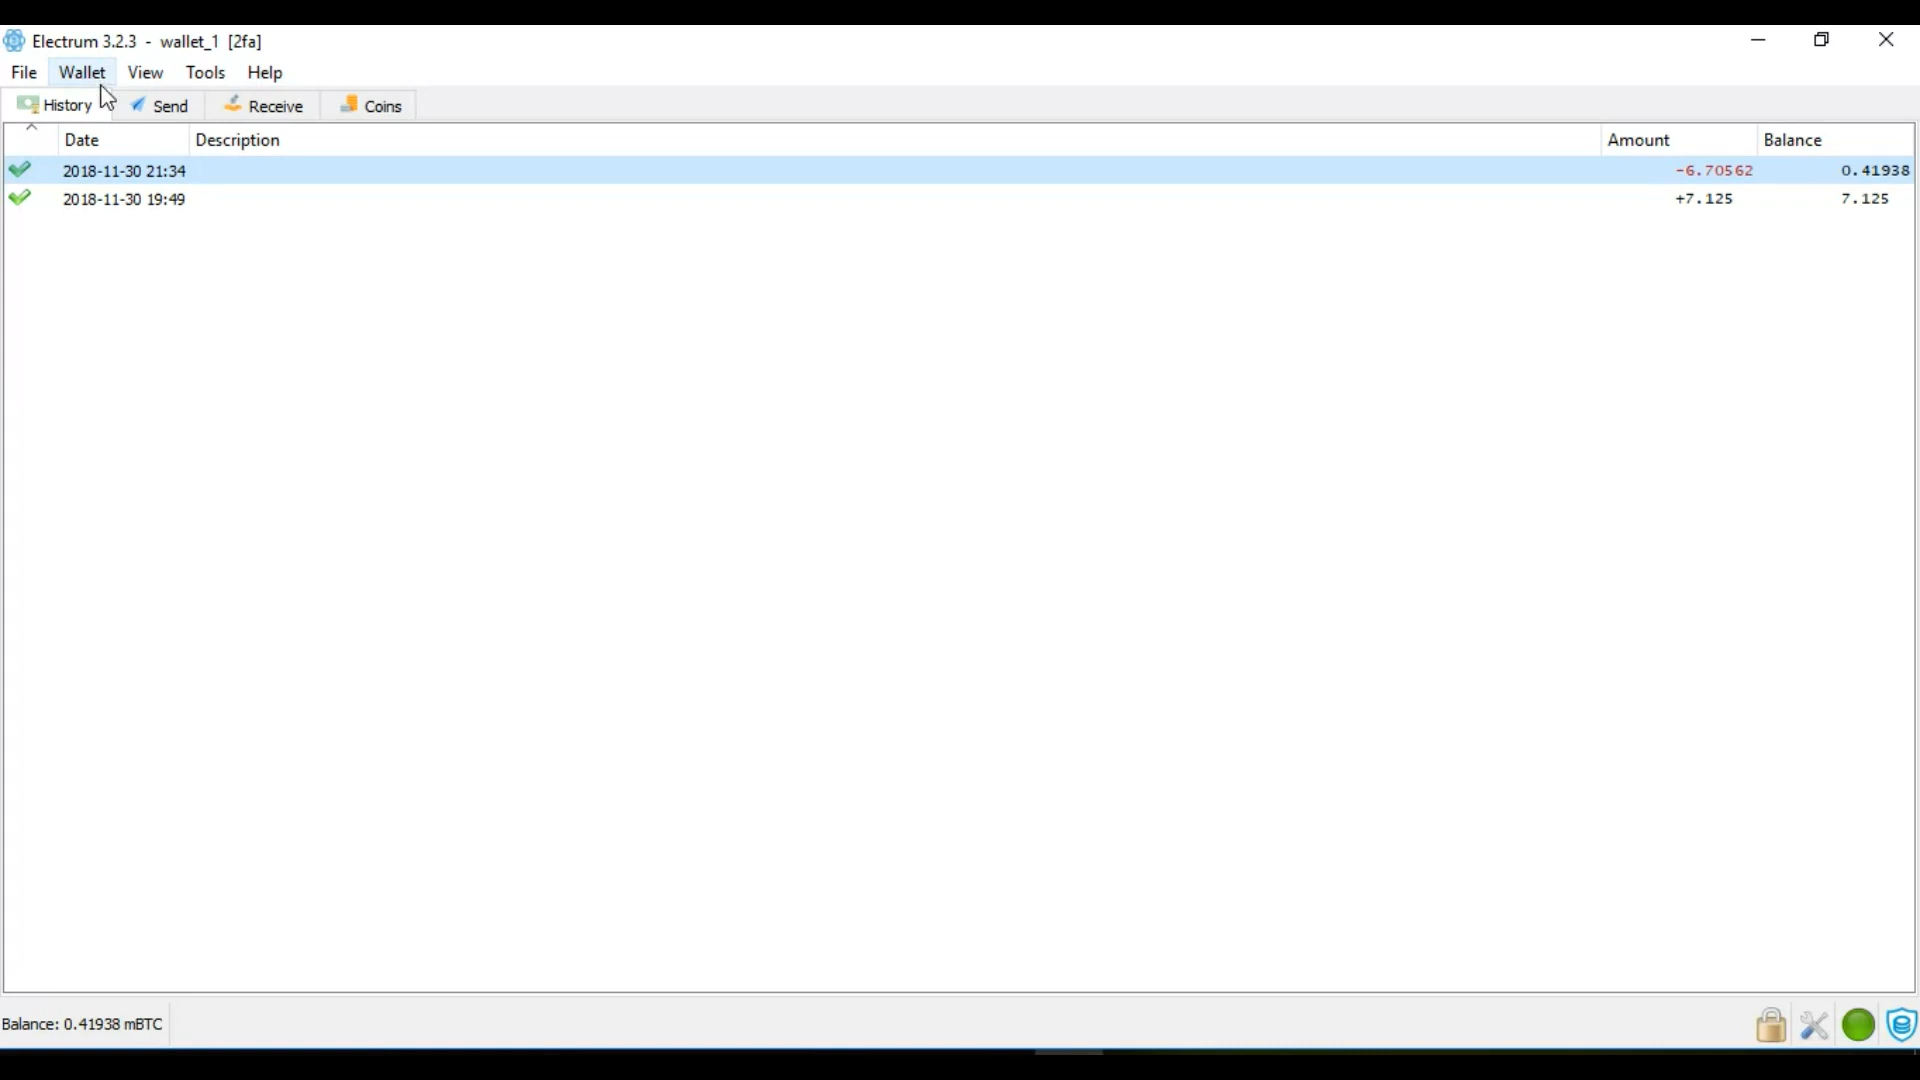 Electrum 3.2.3 - wallet_1 [2fa]
File Wallet View Tools Help
History Send Receive Coins
Date Description Amount Balance
2018-11-30 21:34 -6.70562 0.41938
2018-11-30 19:49 +7.125 7.125
Balance: 0.41938 mBTC